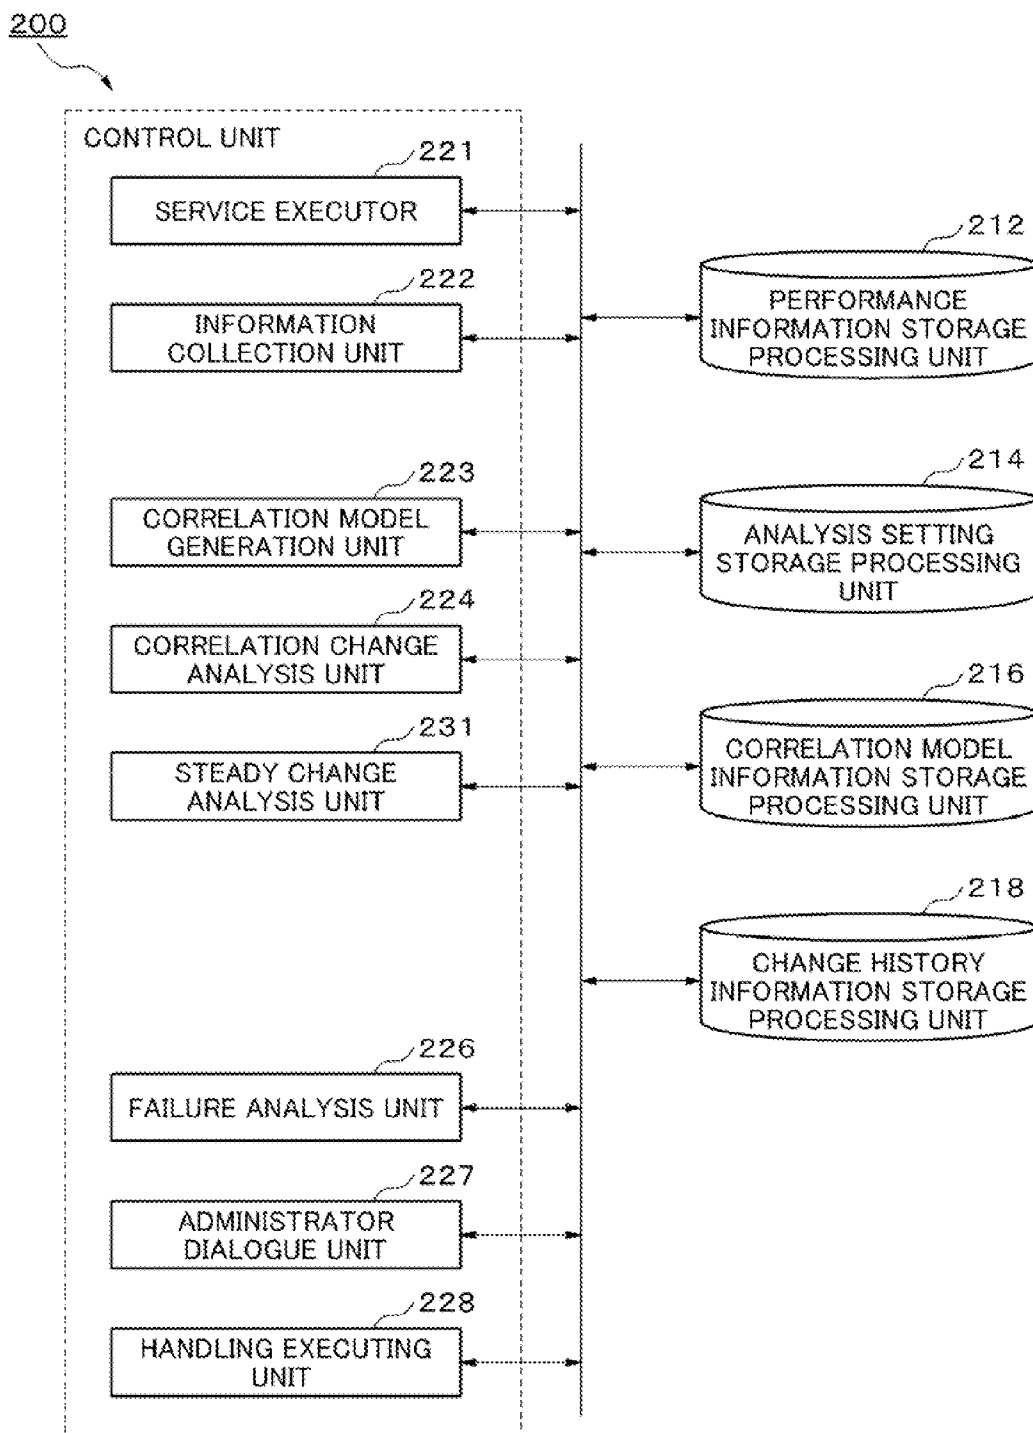 200
CONTROL UNIT
221
SERVICE EXECUTOR
222
INFORMATION
COLLECTION UNIT
223
CORRELATION MODEL
GENERATION UNIT
224
CORRELATION CHANGE
ANALYSIS UNIT
231
STEADY CHANGE
ANALYSIS UNIT
226
FAILURE ANALYSIS UNIT
227
ADMINISTRATOR
DIALOGUE UNIT
228
HANDLING EXECUTING
UNIT
212
PERFORMANCE
INFORMATION STORAGE
PROCESSING UNIT
214
ANALYSIS SETTING
STORAGE PROCESSING
UNIT
216
CORRELATION MODEL
INFORMATION STORAGE
PROCESSING UNIT
218
CHANGE HISTORY
INFORMATION STORAGE
PROCESSING UNIT